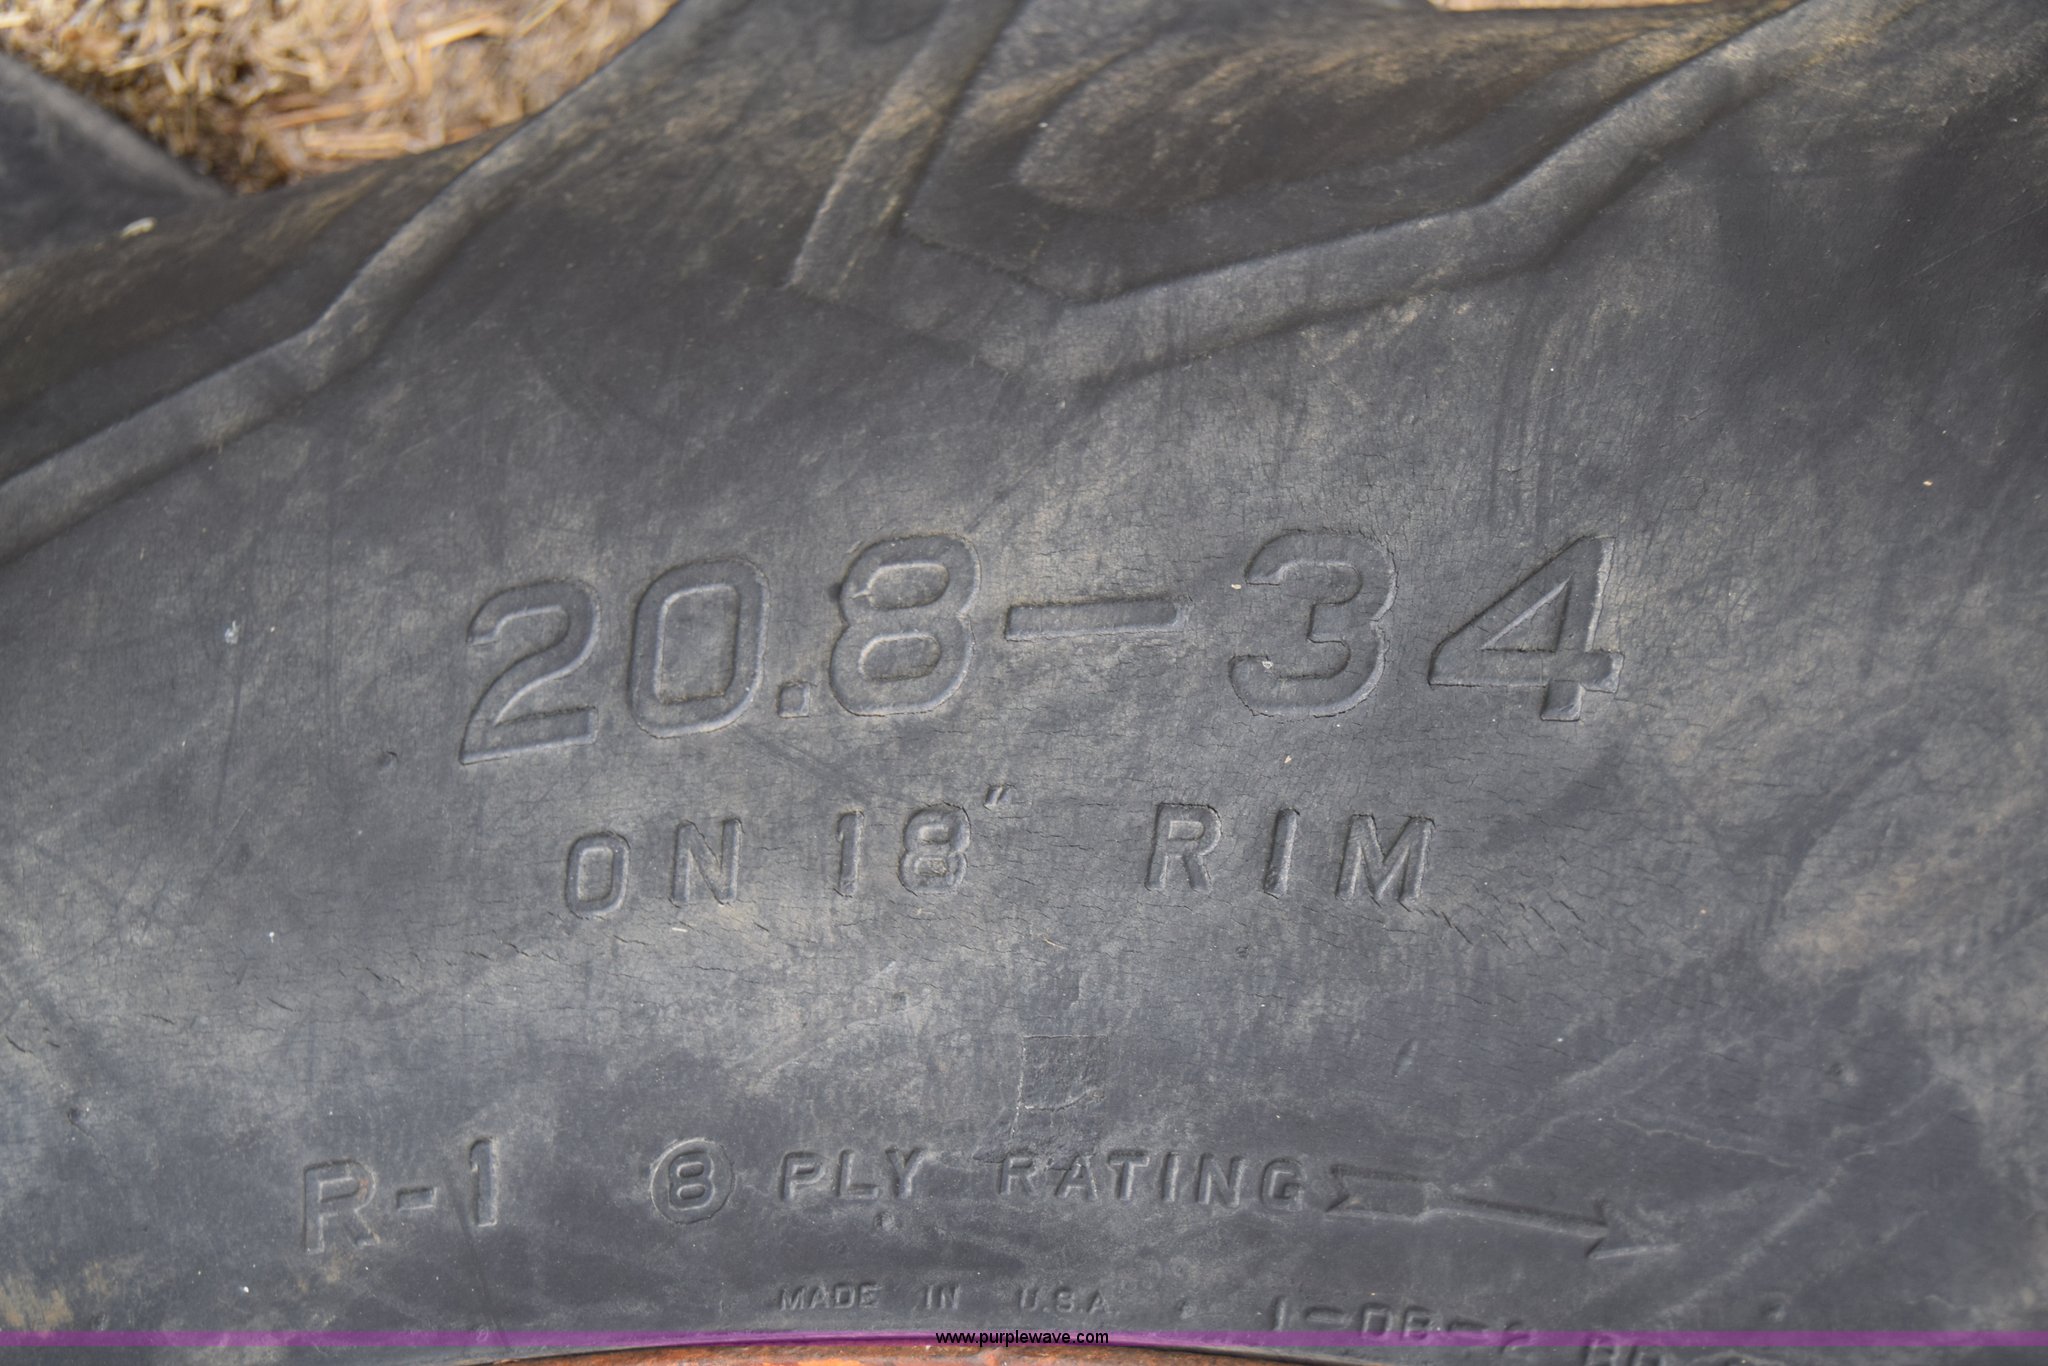 20.8-34
ON 18" RIM
R-1 8 PLY RATING
MADE IN U.S.A.
www.purplewave.com